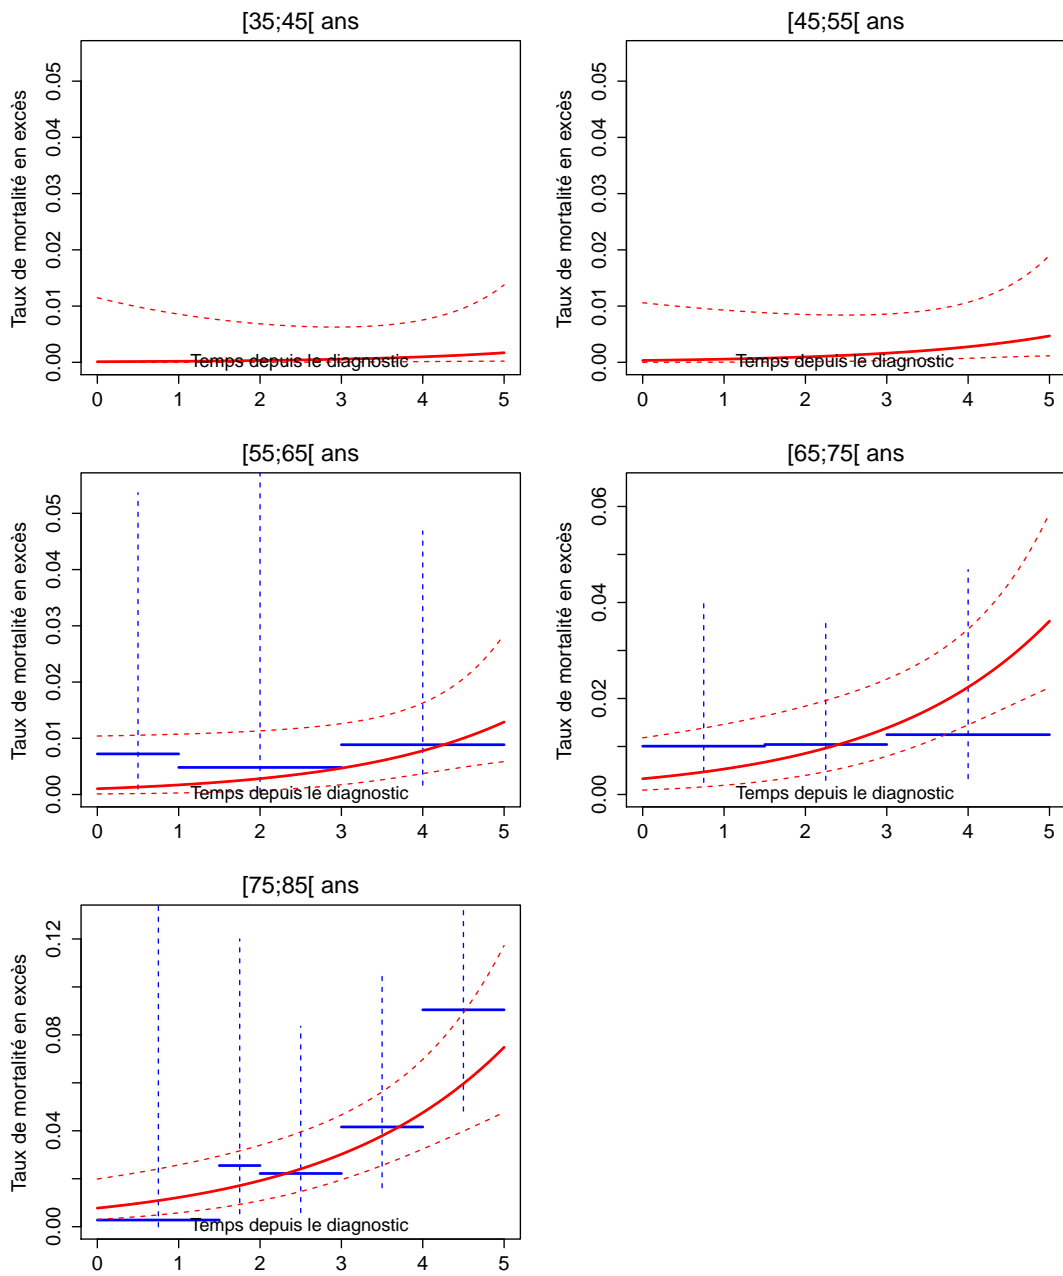 [35;45[ ans
Taux de mortalité en excès
0.00 0.01 0.02 0.03 0.04 0.05
Temps depuis le diagnostic
0 1 2 3 4 5
[45;55[ ans
Taux de mortalité en excès
0.00 0.01 0.02 0.03 0.04 0.05
Temps depuis le diagnostic
0 1 2 3 4 5
[55;65[ ans
Taux de mortalité en excès
0.00 0.01 0.02 0.03 0.04 0.05
Temps depuis le diagnostic
0 1 2 3 4 5
[65;75[ ans
Taux de mortalité en excès
0.00 0.02 0.04 0.06
Temps depuis le diagnostic
0 1 2 3 4 5
[75;85[ ans
Taux de mortalité en excès
0.00 0.04 0.08 0.12
Temps depuis le diagnostic
0 1 2 3 4 5